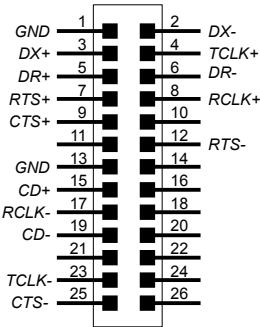 GND 1 2 DX-
DX+ 3 4 TCLK+
DR+ 5 6 DR-
RTS+ 7 8 RCLK+
CTS+ 9 10
11 12 RTS-
GND 13 14
CD+ 15 16
RCLK- 17 18
CD- 19 20
21 22
TCLK- 23 24
CTS- 25 26